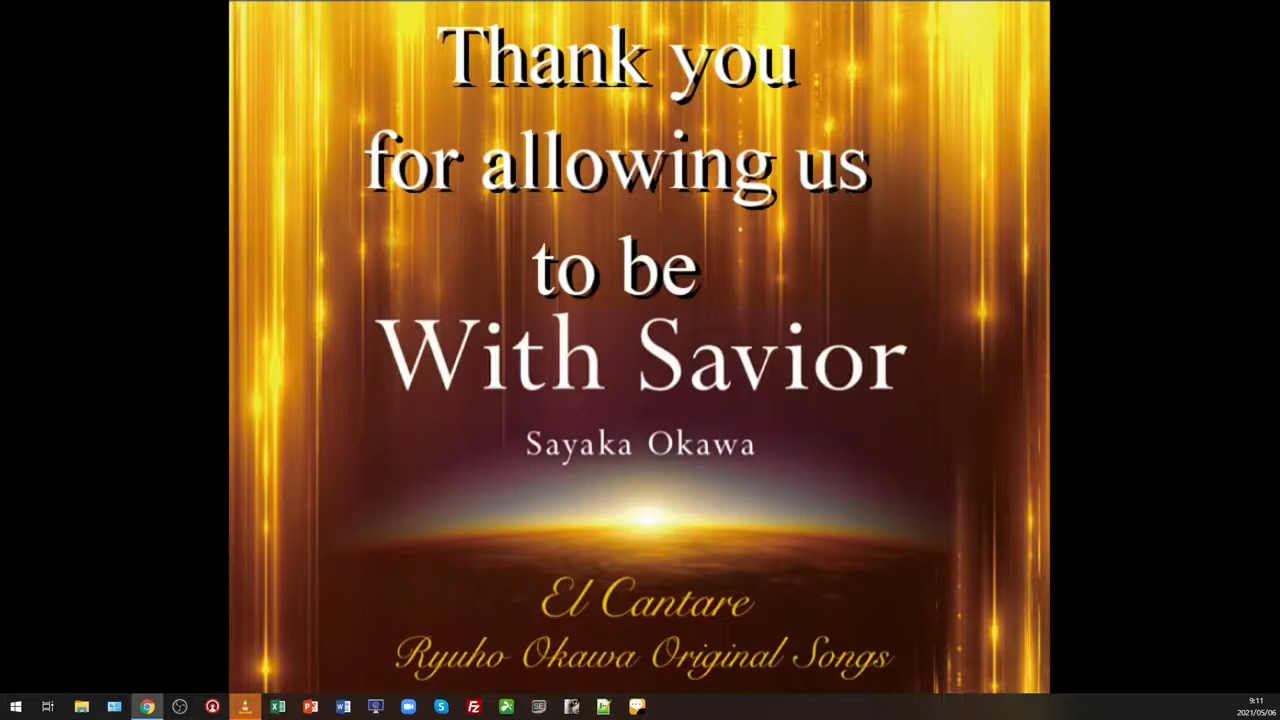 Thank you
for allowing us
to be
With Savior
Sayaka Okawa
El Cantare
Ryuho Okawa Original Songs
9:11
2021/05/06